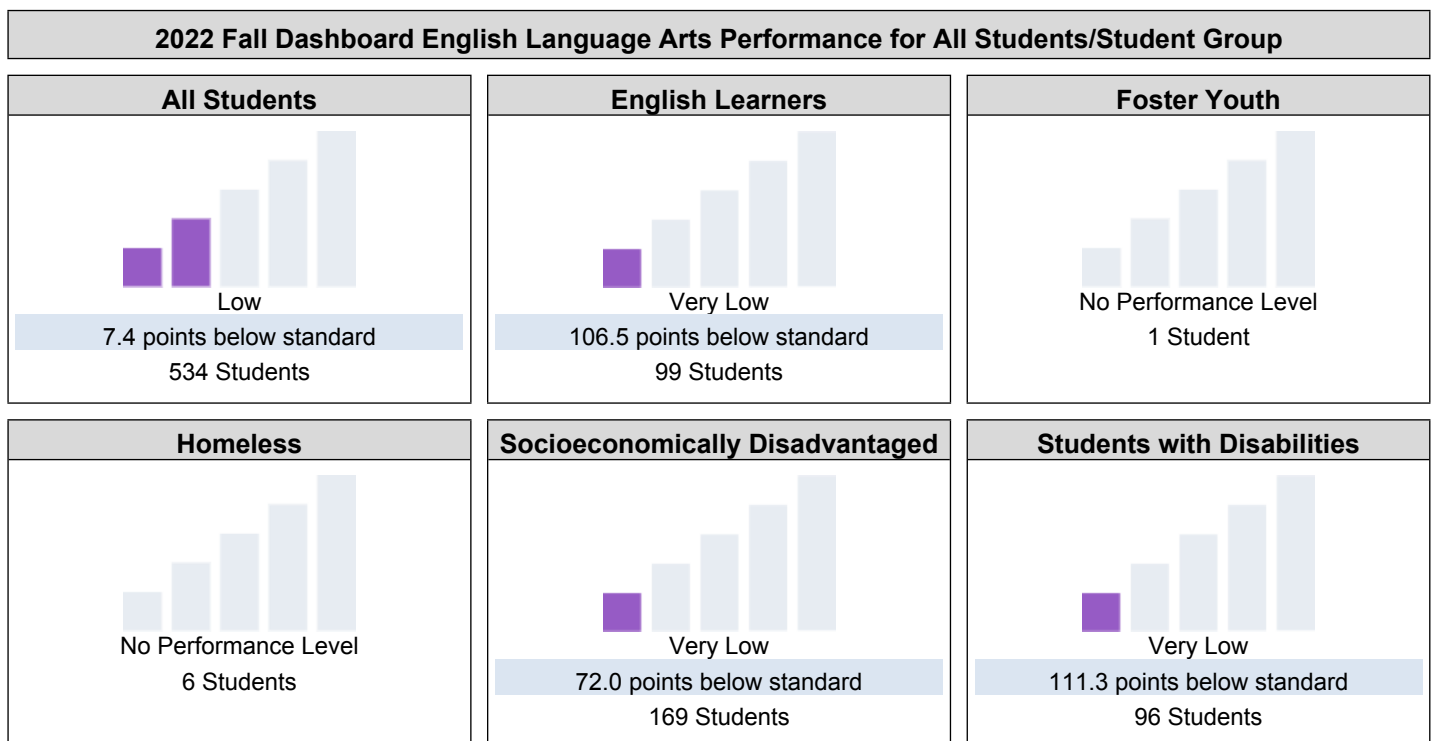 2022 Fall Dashboard English Language Arts Performance for All Students/Student Group
All Students
Low
7.4 points below standard
534 Students
English Learners
Very Low
106.5 points below standard
99 Students
Foster Youth
No Performance Level
1 Student
Homeless
No Performance Level
6 Students
Socioeconomically Disadvantaged
Very Low
72.0 points below standard
169 Students
Students with Disabilities
Very Low
111.3 points below standard
96 Students